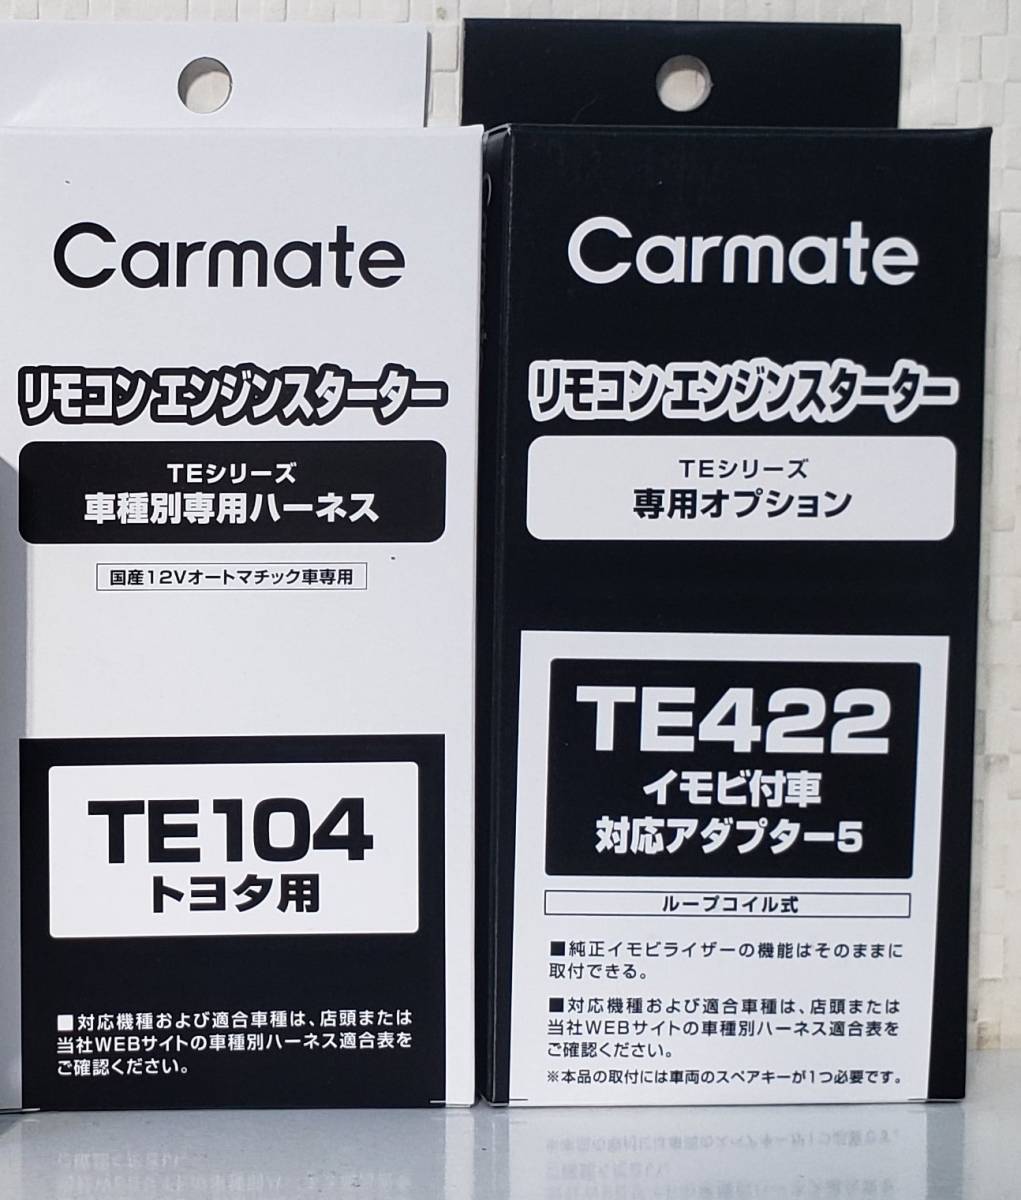 Carmate
リモコン エンジンスターター
TEシリーズ
車種別専用ハーネス
国産12Vオートマチック車専用
TE104
トヨタ用
■対応機種および適合車種は、店頭または
当社WEBサイトの車種別ハーネス適合表を
ご確認ください。
Carmate
リモコン エンジンスターター
TEシリーズ
専用オプション
TE422
イモビ付車
対応アダプター5
ループコイル式
■純正イモビライザーの機能はそのままに
取付できる。
■対応機種および適合車種は、店頭または
当社WEBサイトの車種別ハーネス適合表を
ご確認ください。
※本品の取付には車両のスペアキーが1つ必要です。